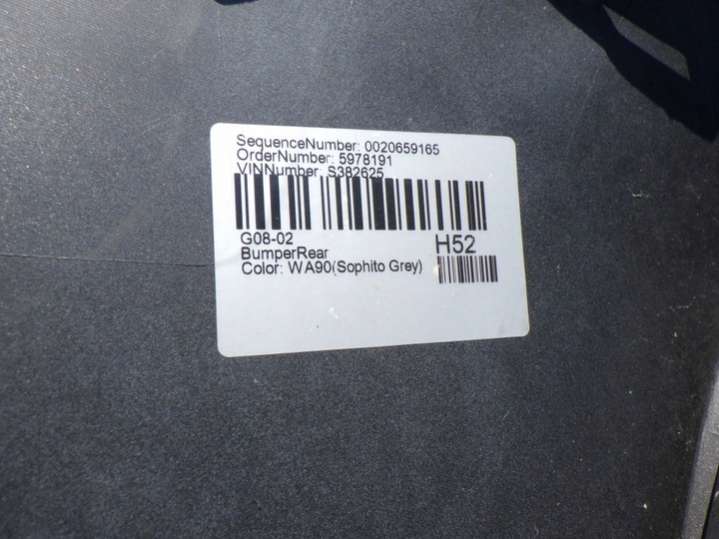 SequenceNumber: 0020659165
OrderNumber: 5978191
VINNumber: S382625
G08-02
H52
BumperRear
Color: WA90(Sophito Grey)